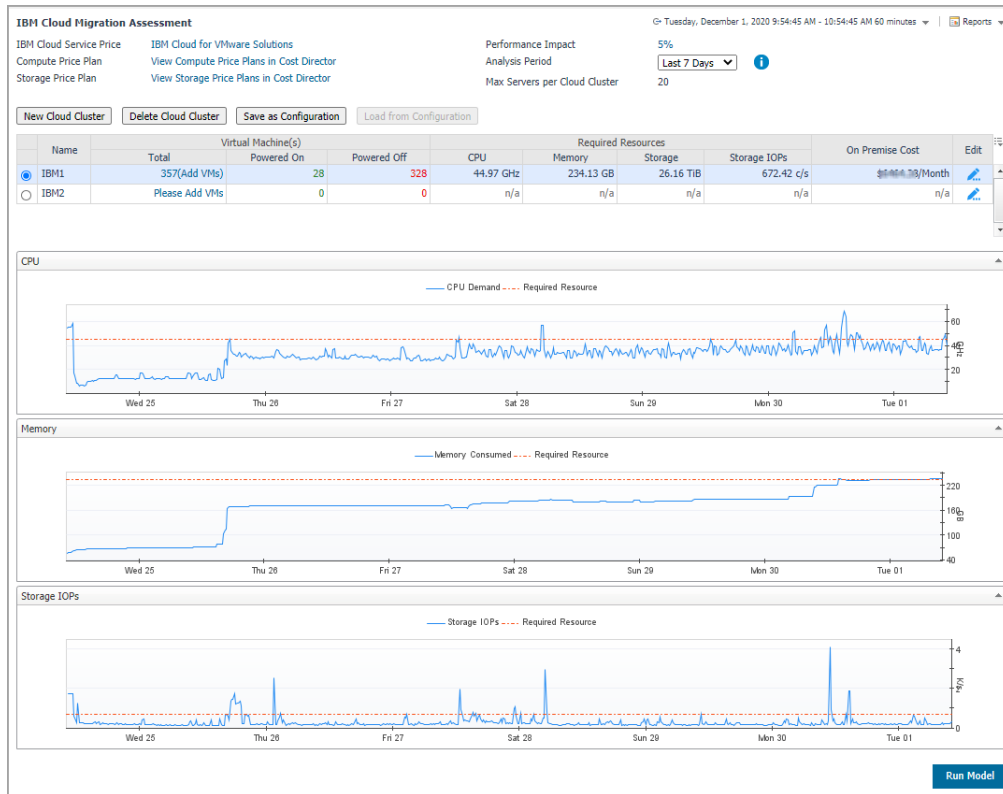 IBM Cloud Migration Assessment
Tuesday, December 1, 2020 9:54:45 AM - 10:54:45 AM 60 minutes
Reports
IBM Cloud Service Price IBM Cloud for VMware Solutions
Performance Impact 5%
Compute Price Plan View Compute Price Plans in Cost Director
Analysis Period Last 7 Days
Storage Price Plan View Storage Price Plans in Cost Director
Max Servers per Cloud Cluster 20
New Cloud Cluster Delete Cloud Cluster Save as Configuration Load from Configuration
Name Virtual Machine(s) Required Resources On Premise Cost Edit
Total Powered On Powered Off CPU Memory Storage Storage IOPs
IBM1 357(Add VMs) 28 328 44.97 GHz 234.13 GB 26.16 TiB 672.42 c/s /Month
IBM2 Please Add VMs 0 0 n/a n/a n/a n/a n/a
CPU
CPU Demand Required Resource
60
40
20
GHz
Wed 25 Thu 26 Fri 27 Sat 28 Sun 29 Mon 30 Tue 01
Memory
Memory Consumed Required Resource
220
160
100
40
GB
Wed 25 Thu 26 Fri 27 Sat 28 Sun 29 Mon 30 Tue 01
Storage IOPs
Storage IOPs Required Resource
4
0
Wed 25 Thu 26 Fri 27 Sat 28 Sun 29 Mon 30 Tue 01
Run Model